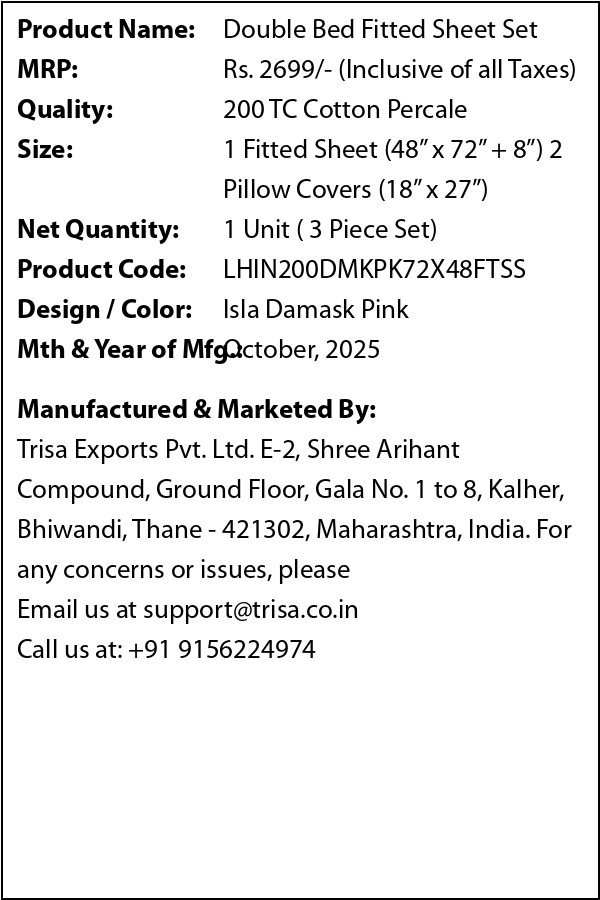 Product Name: Double Bed Fitted Sheet Set
MRP: Rs. 2699/- (Inclusive of all Taxes)
Quality: 200 TC Cotton Percale
Size: 1 Fitted Sheet (48” x 72” + 8”) 2
Pillow Covers (18” x 27”)
Net Quantity: 1 Unit ( 3 Piece Set)
Product Code: LHIN200DMKPK72X48FTSS
Design / Color: Isla Damask Pink
Mth & Year of Mfg.: October, 2025
Manufactured & Marketed By:
Trisa Exports Pvt. Ltd. E-2, Shree Arihant
Compound, Ground Floor, Gala No. 1 to 8, Kalher,
Bhiwandi, Thane - 421302, Maharashtra, India. For
any concerns or issues, please
Email us at support@trisa.co.in
Call us at: +91 9156224974